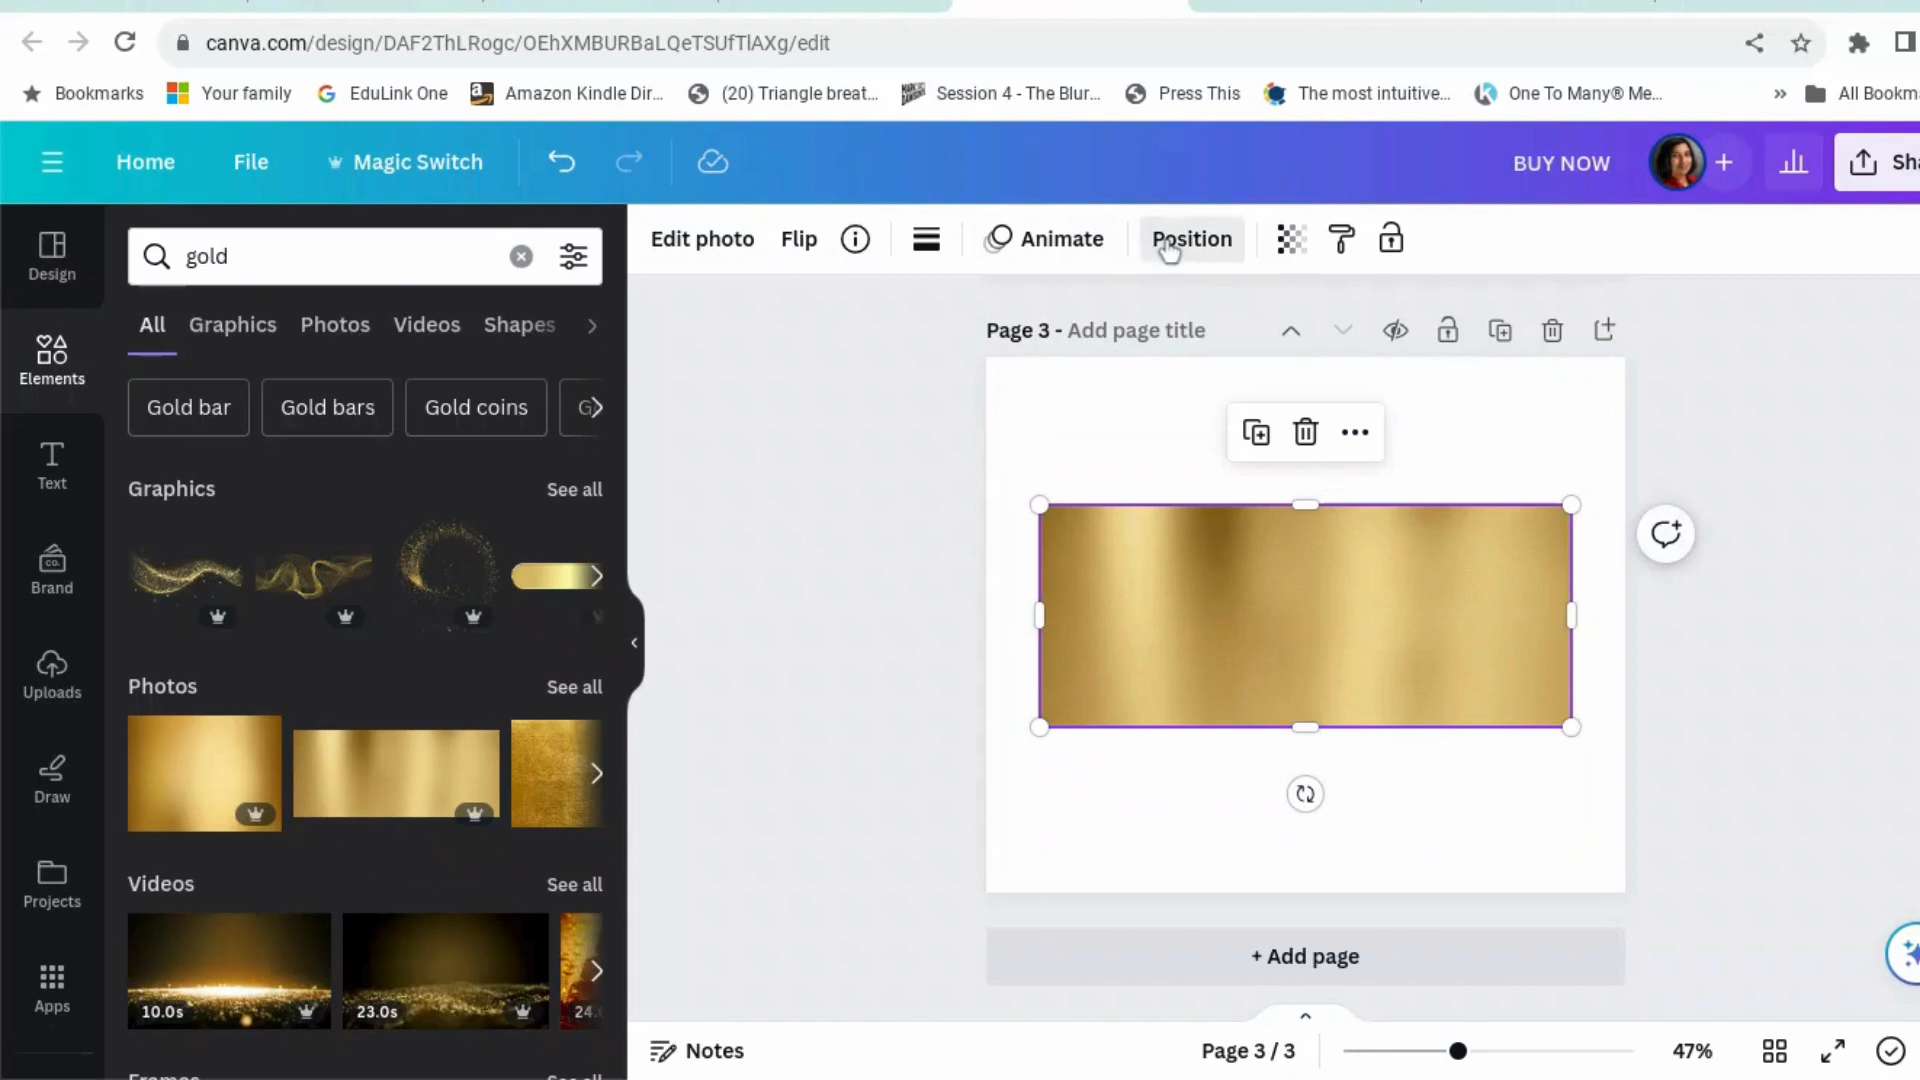 canva.com/design/DAF2ThLRogc/OEhXMBURBaLQeTSUfTlAXg/edit
Bookmarks Your family EduLink One Amazon Kindle Dir... (20) Triangle breat... Session 4 - The Blur... Press This The most intuitive... One To Many® Me... » All Bookm
Home File Magic Switch BUY NOW Sha
gold
Edit photo Flip Animate Position
Design
All Graphics Photos Videos Shapes
Page 3 - Add page title
Elements
Gold bar Gold bars Gold coins G
Text
Graphics See all
Brand
Uploads
Photos See all
Draw
Videos See all
Projects
+ Add page
Apps
10.0s 23.0s 24.
Notes Page 3 / 3 47%